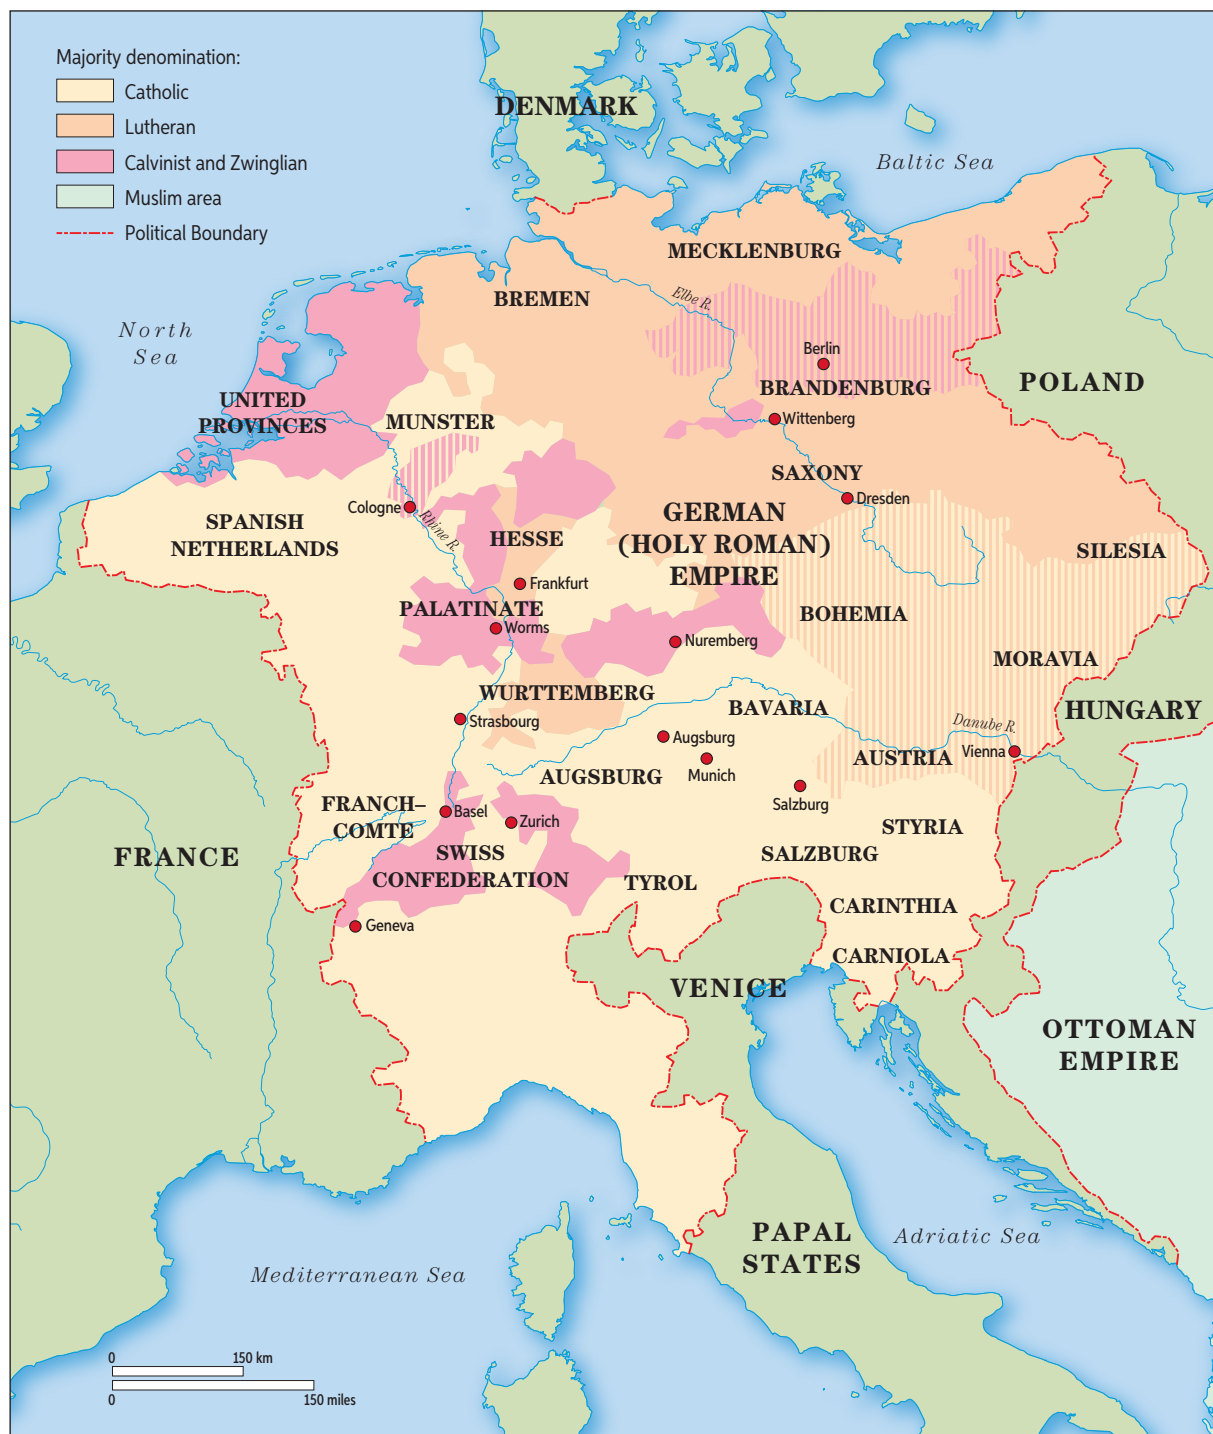 Majority denomination:
Catholic
Lutheran
Calvinist and Zwinglian
Muslim area
Political Boundary
DENMARK
Baltic Sea
MECKLENBURG
BREMEN
Elbe R.
North
Sea
Berlin
BRANDENBURG
POLAND
UNITED
PROVINCES
MUNSTER
Wittenberg
SAXONY
Dresden
Cologne
Rhine R.
SPANISH
NETHERLANDS
HESSE
GERMAN
(HOLY ROMAN)
EMPIRE
SILESIA
Frankfurt
PALATINATE
Worms
BOHEMIA
Nuremberg
MORAVIA
WURTTEMBERG
BAVARIA
HUNGARY
Strasbourg
Danube R.
Augsburg
Vienna
AUSTRIA
Munich
AUGSBURG
Salzburg
FRANCH–
COMTE
Basel
Zurich
STYRIA
FRANCE
SWISS
CONFEDERATION
SALZBURG
TYROL
CARINTHIA
Geneva
CARNIOLA
VENICE
OTTOMAN
EMPIRE
PAPAL
STATES
Adriatic Sea
Mediterranean Sea
0 150 km
0 150 miles